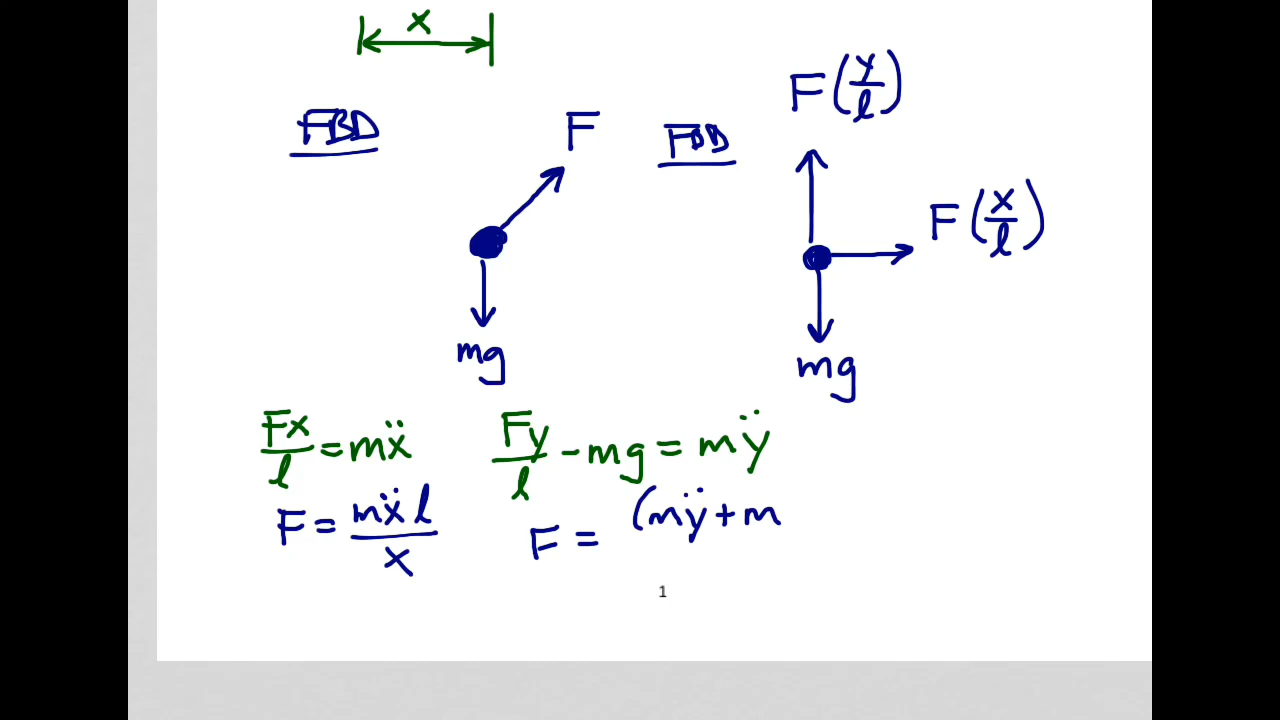 x
FBD
F
mg
FBD
F(y/l)
F(x/l)
mg
Fx/l = mẍ
Fy/l - mg = mÿ
F = mẍl/x
F = (mÿ + m
1